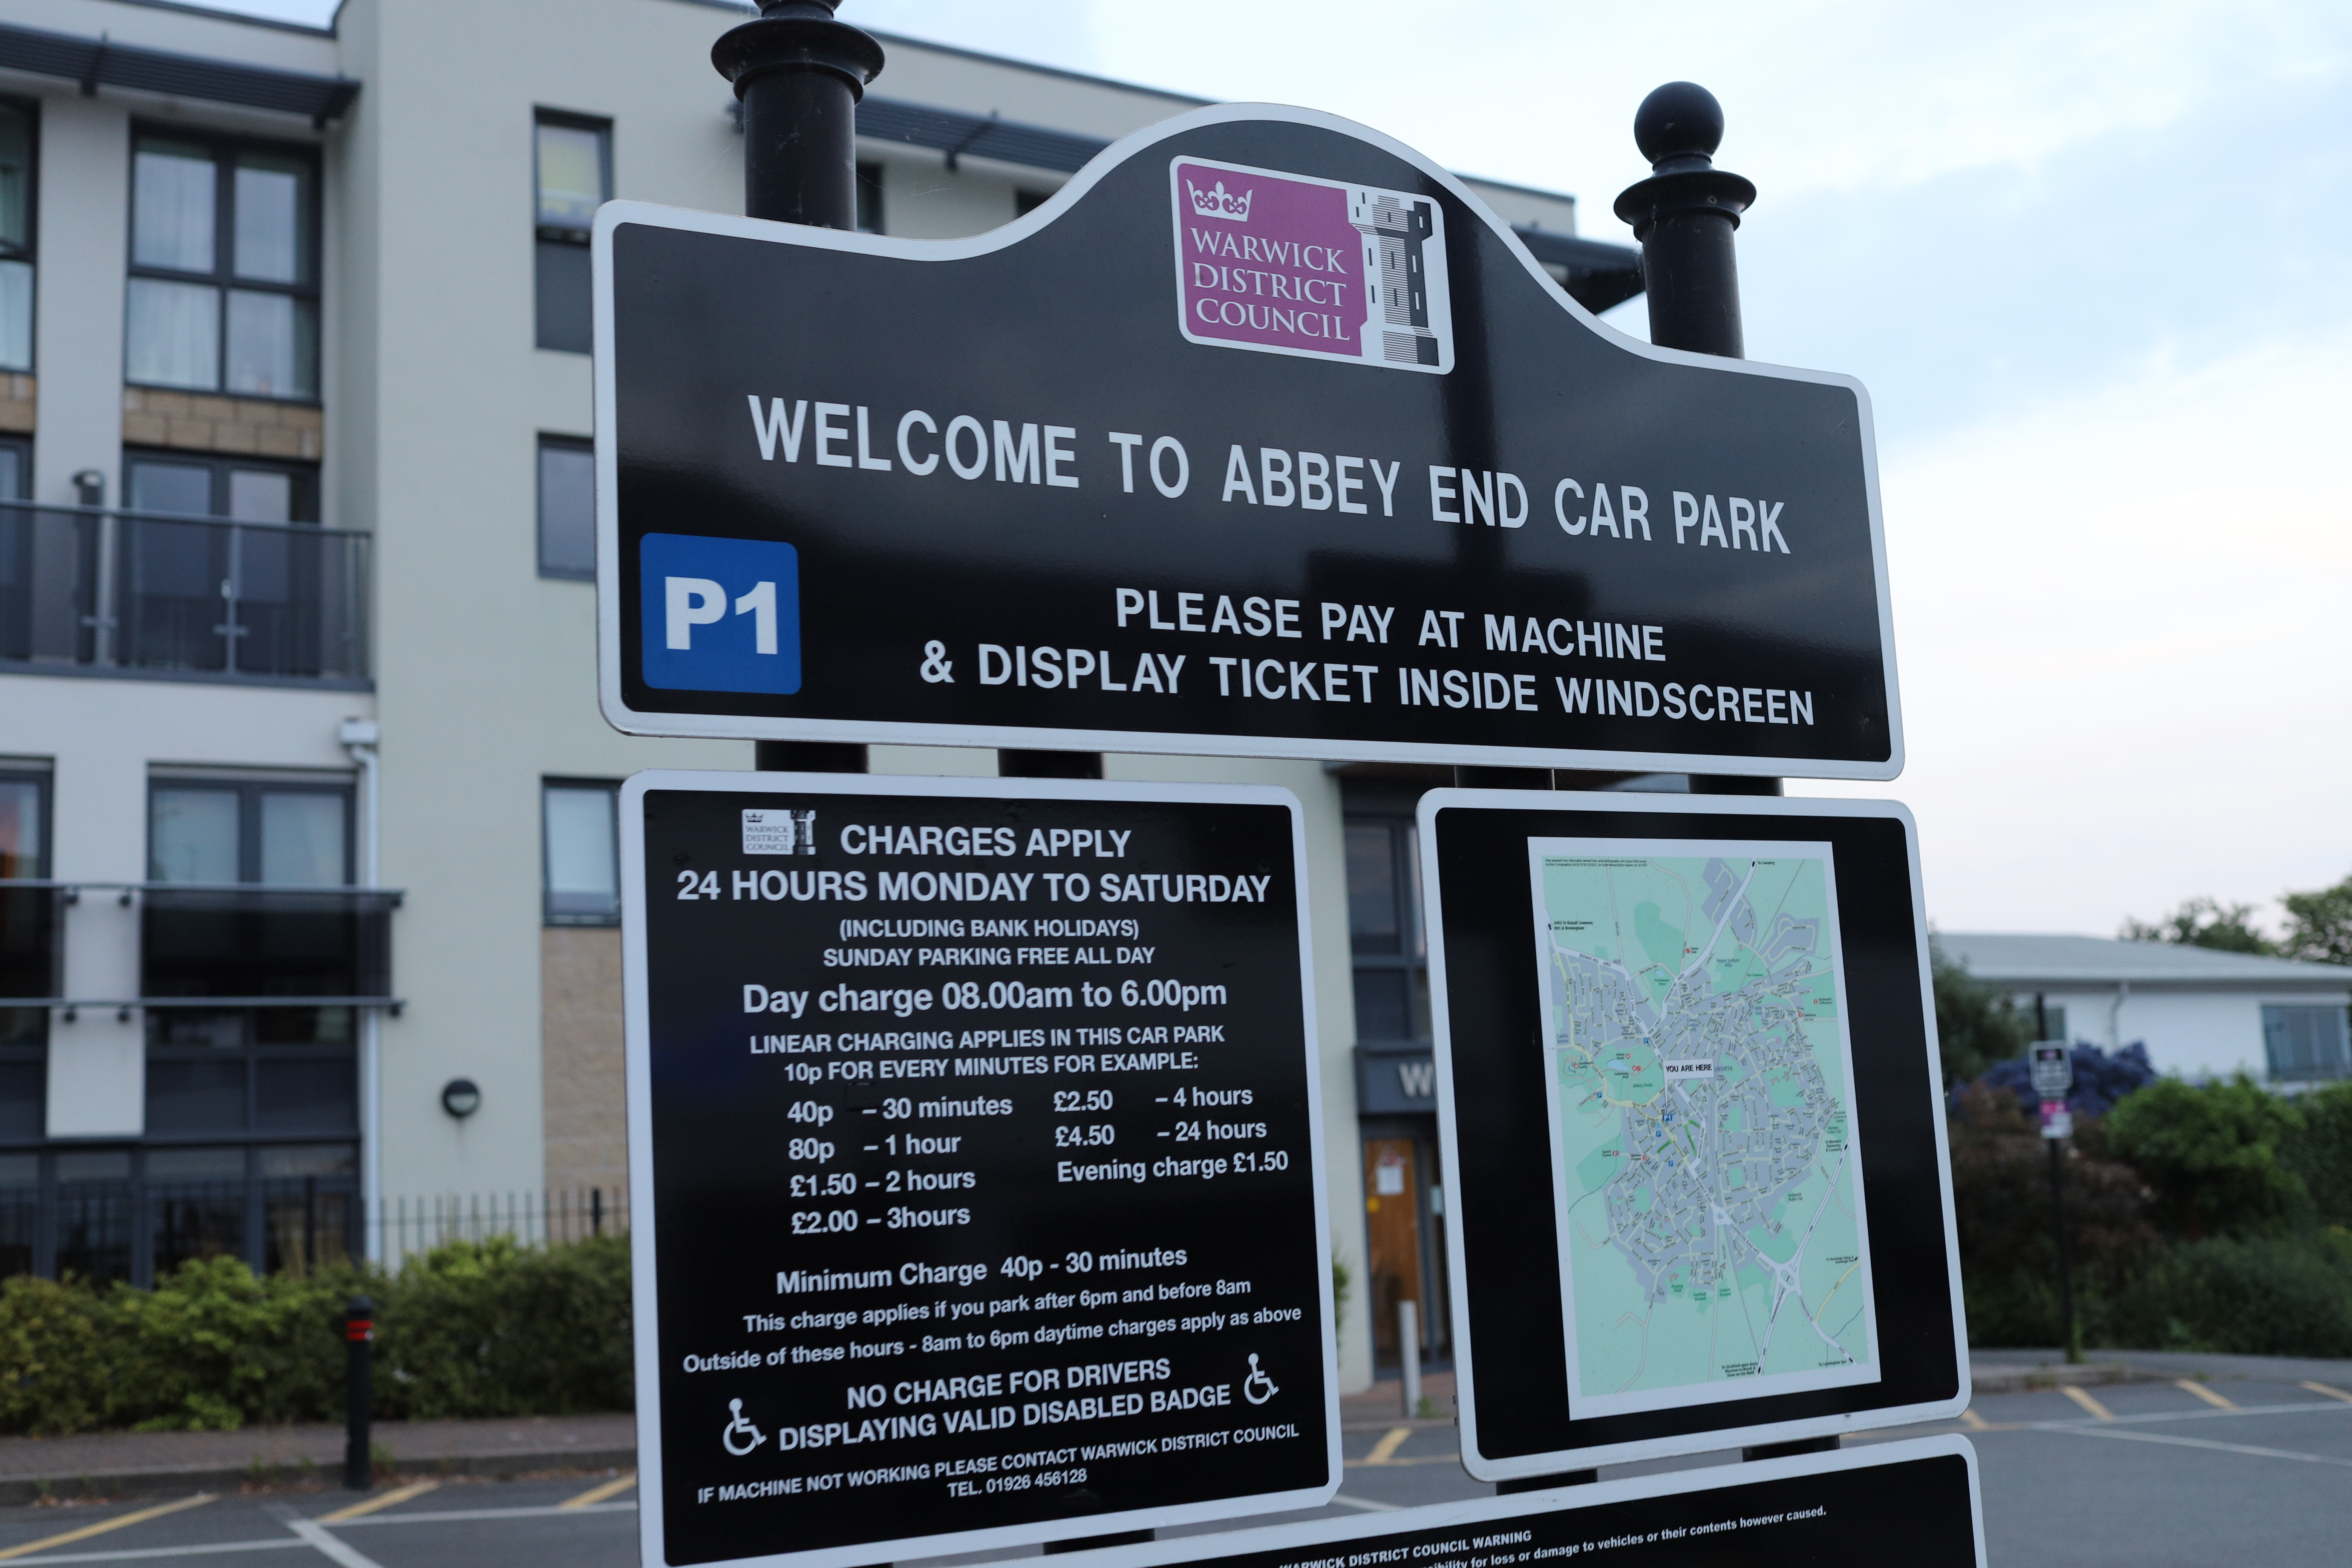 WARWICK
DISTRICT
COUNCIL
WELCOME TO ABBEY END CAR PARK
P1
PLEASE PAY AT MACHINE
& DISPLAY TICKET INSIDE WINDSCREEN
WARWICK
DISTRICT
COUNCIL
CHARGES APPLY
24 HOURS MONDAY TO SATURDAY
(INCLUDING BANK HOLIDAYS)
SUNDAY PARKING FREE ALL DAY
Day charge 08.00am to 6.00pm
LINEAR CHARGING APPLIES IN THIS CAR PARK
10p FOR EVERY MINUTES FOR EXAMPLE:
40p – 30 minutes £2.50 – 4 hours
80p – 1 hour £4.50 – 24 hours
£1.50 – 2 hours Evening charge £1.50
£2.00 – 3hours
Minimum Charge 40p - 30 minutes
This charge applies if you park after 6pm and before 8am
Outside of these hours - 8am to 6pm daytime charges apply as above
NO CHARGE FOR DRIVERS
DISPLAYING VALID DISABLED BADGE
IF MACHINE NOT WORKING PLEASE CONTACT WARWICK DISTRICT COUNCIL
TEL. 01926 456128
YOU ARE HERE
WARWICK DISTRICT COUNCIL WARNING
for loss or damage to vehicles or their contents however caused.
W